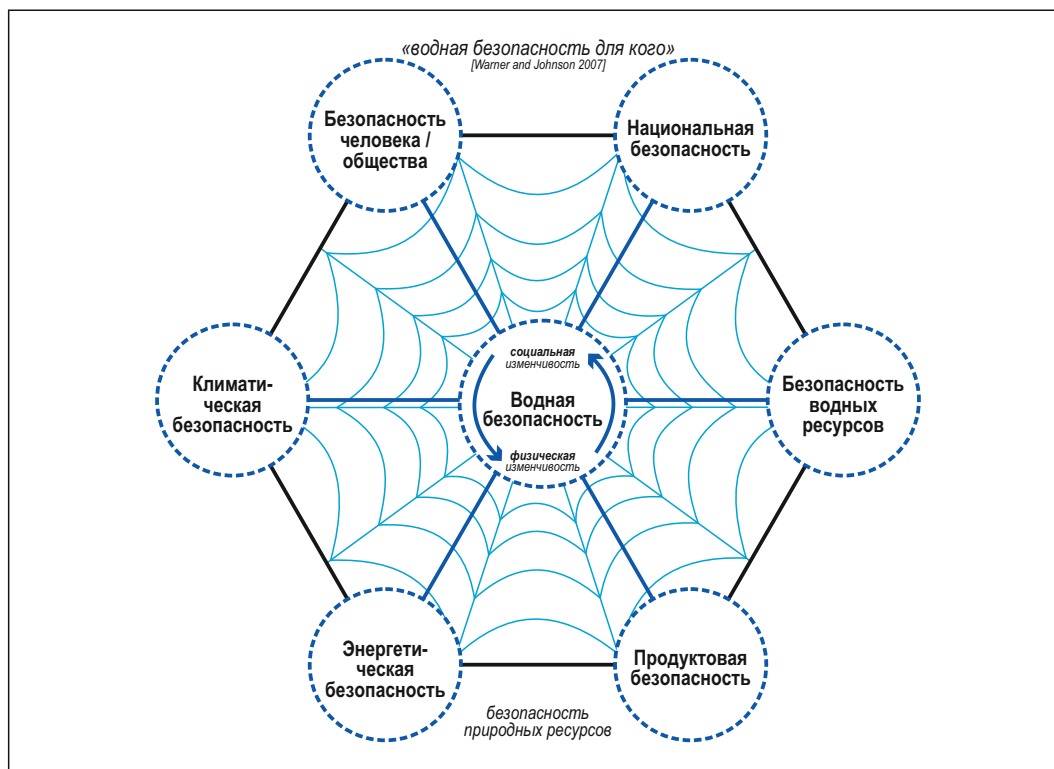 «водная безопасность для кого»
[Warner and Johnson 2007]
Безопасность
человека /
общества
Национальная
безопасность
Климати-
ческая
безопасность
социальная
изменчивость
Водная
безопасность
физическая
изменчивость
Безопасность
водных
ресурсов
Энергети-
ческая
безопасность
Продуктовая
безопасность
безопасность
природных ресурсов